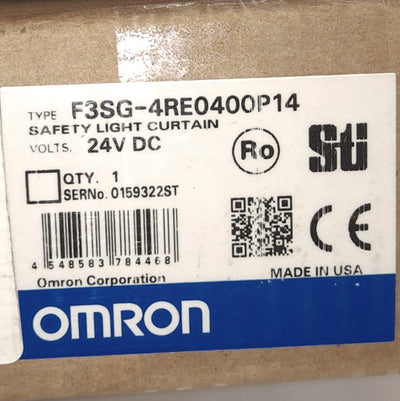 TYPE F3SG-4RE0400P14
SAFETY LIGHT CURTAIN
VOLTS. 24V DC
Ro
Sti
QTY. 1
SERNo. 0159322ST
4 548583 784468
CE
Omron Corporation
MADE IN USA
OMRON